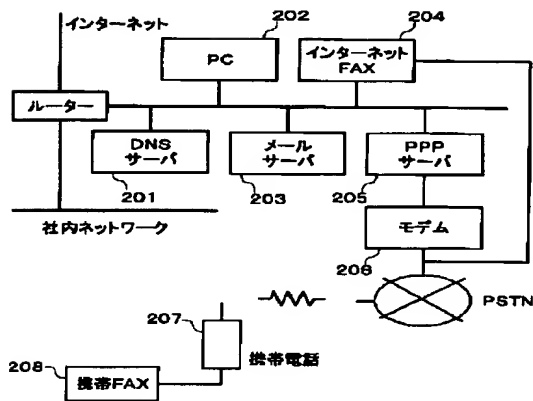 インターネット
202
204
PC
インターネット
FAX
ルーター
DNS
サーバ
メール
サーバ
PPP
サーバ
201
203
205
社内ネットワーク
モデム
206
PSTN
207
携帯電話
208
携帯FAX